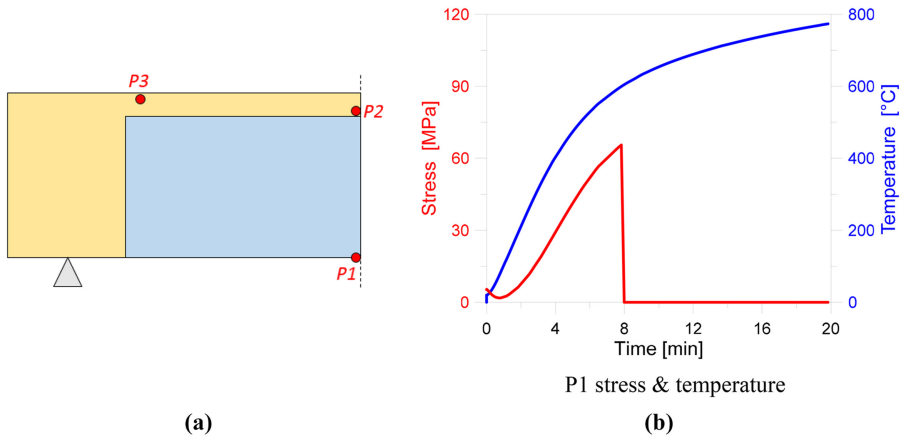 (a)
P3
P2
P1
(b)
120
90
60
30
0
Stress [MPa]
800
600
400
200
0
Temperature [°C]
0 4 8 12 16 20
Time [min]
P1 stress & temperature